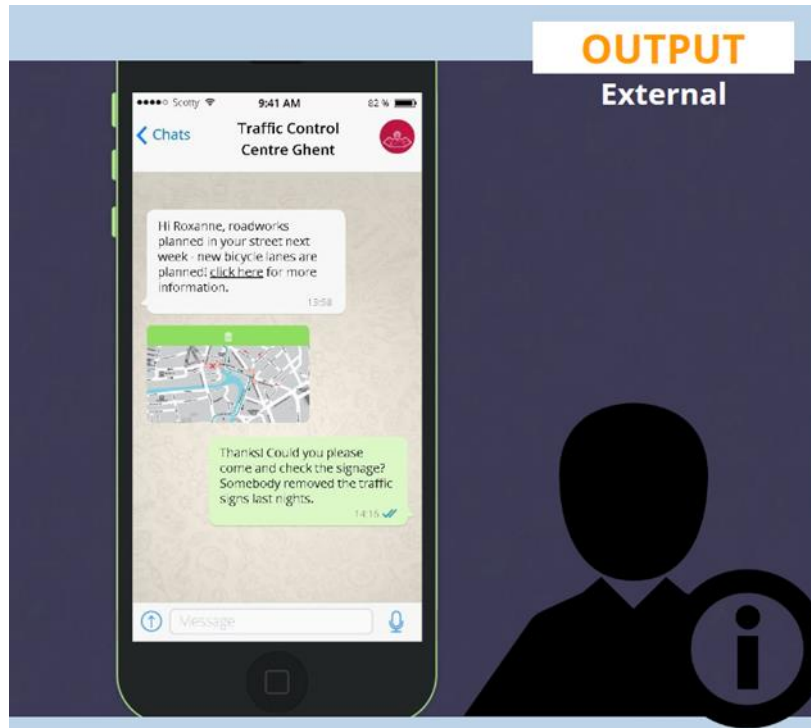 OUTPUT
External
Scotty
9:41 AM
82 %
Chats
Traffic Control
Centre Ghent
Hi Roxanne, roadworks
planned in your street next
week - new bicycle lanes are
planned! click here for more
information.
13:58
Thanks! Could you please
come and check the signage?
Somebody removed the traffic
signs last nights.
14:16
Message
i